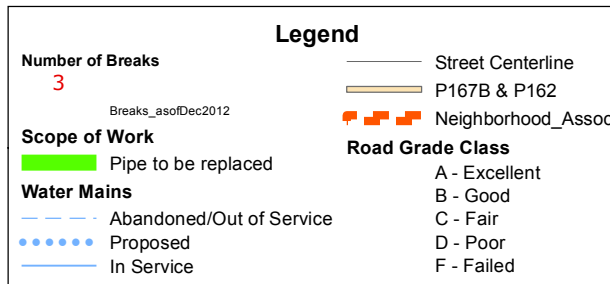 Legend
Number of Breaks
3
Breaks_asofDec2012
Scope of Work
Pipe to be replaced
Water Mains
Abandoned/Out of Service
Proposed
In Service
Street Centerline
P167B & P162
Neighborhood_Assoc
Road Grade Class
A - Excellent
B - Good
C - Fair
D - Poor
F - Failed